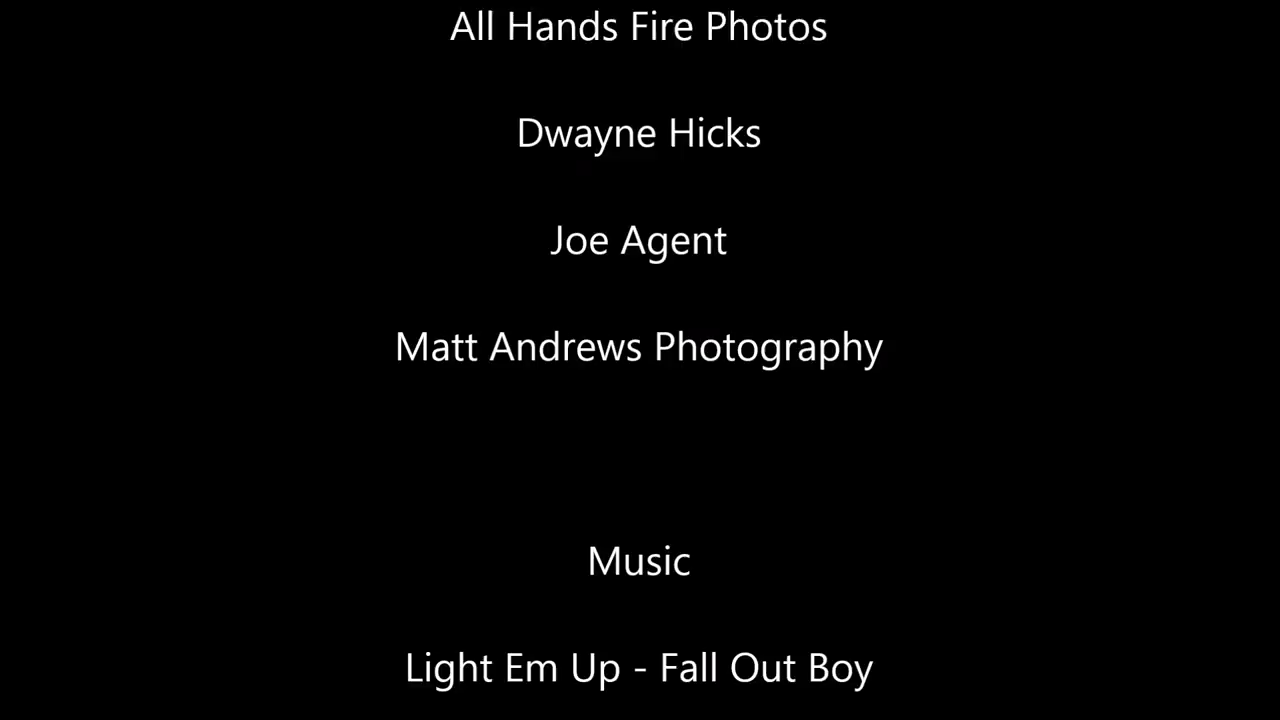 All Hands Fire Photos
Dwayne Hicks
Joe Agent
Matt Andrews Photography
Music
Light Em Up - Fall Out Boy